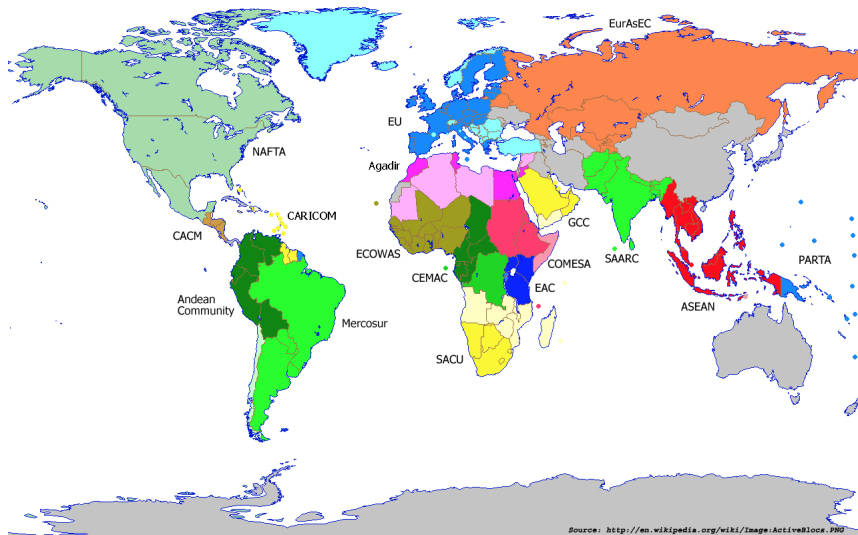 EurAsEC
EU
NAFTA
Agadir
CARICOM
GCC
CACM
ECOWAS
COMESA
SAARC
PARTA
CEMAC
EAC
Andean
Community
ASEAN
Mercosur
SACU
Source: http://en.wikipedia.org/wiki/Image:ActiveBlocs.PNG